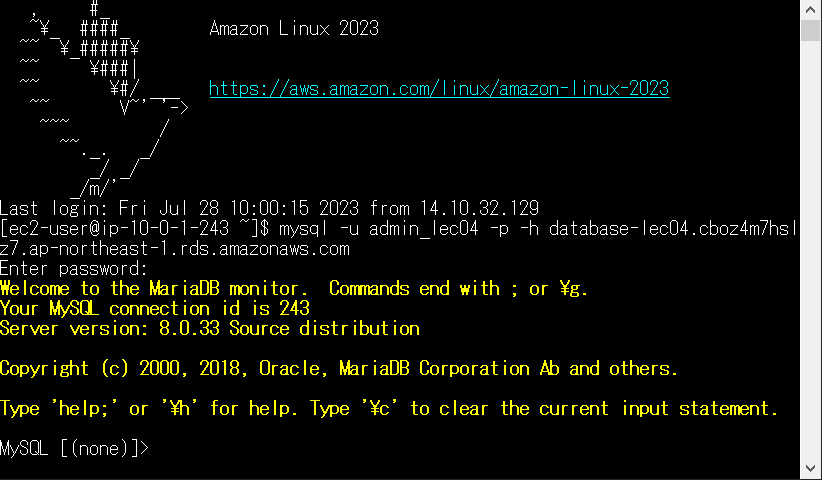 ,     #_
   ~¥_  ####_        Amazon Linux 2023
  ~~  ¥_#####¥
  ~~     ¥###|
  ~~       ¥#/ ___   https://aws.amazon.com/linux/amazon-linux-2023
   ~~       V~' '->
    ~~~         /
      ~~._.   _/
         _/ _/
       _/m/'
Last login: Fri Jul 28 10:00:15 2023 from 14.10.32.129
[ec2-user@ip-10-0-1-243 ~]$ mysql -u admin_lec04 -p -h database-lec04.cboz4m7hsl
z7.ap-northeast-1.rds.amazonaws.com
Enter password:
Welcome to the MariaDB monitor.  Commands end with ; or ¥g.
Your MySQL connection id is 243
Server version: 8.0.33 Source distribution
Copyright (c) 2000, 2018, Oracle, MariaDB Corporation Ab and others.
Type 'help;' or '¥h' for help. Type '¥c' to clear the current input statement.
MySQL [(none)]>